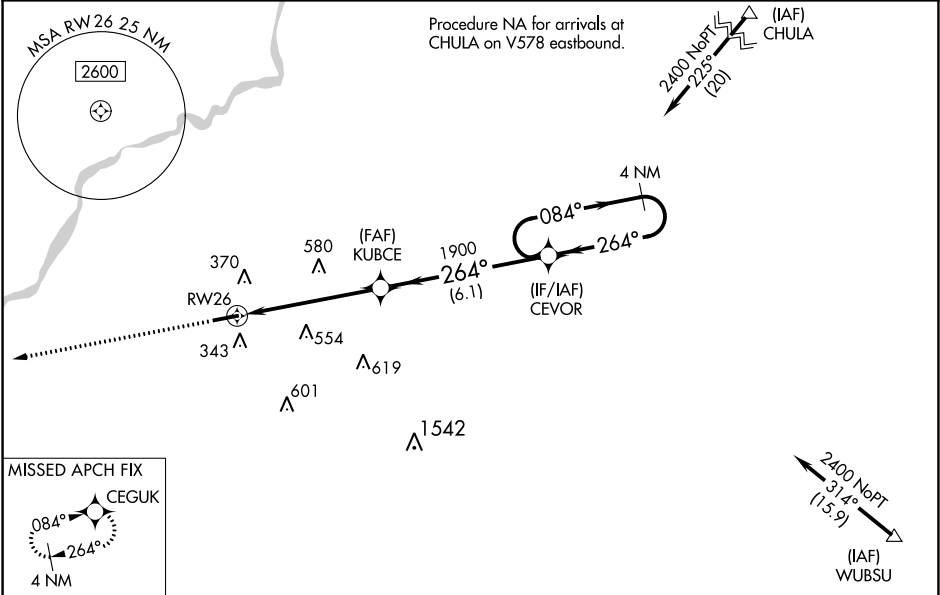 MSA RW26 25 NM
2600
Procedure NA for arrivals at
CHULA on V578 eastbound.
(IAF)
CHULA
2400 NoPT
225°
(20)
4 NM
084°
264°
(IF/IAF)
CEVOR
1900
264°
(6.1)
(FAF)
KUBCE
580
370
RW26
343
554
619
601
1542
MISSED APCH FIX
CEGUK
084°
264°
4 NM
2400 NoPT
314°
(15.9)
(IAF)
WUBSU